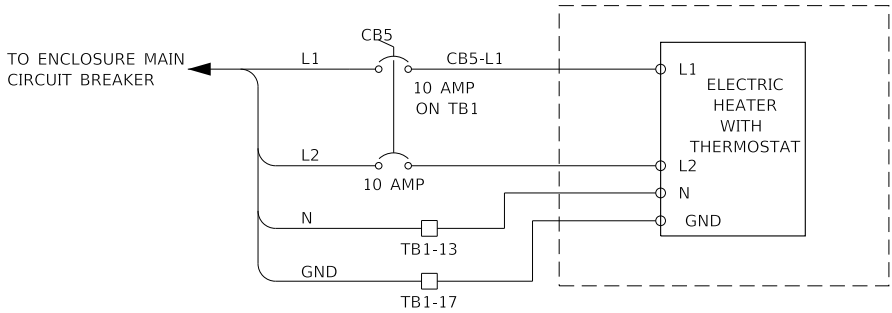 CB5
TO ENCLOSURE MAIN
CIRCUIT BREAKER
L1
CB5-L1
10 AMP
ON TB1
L1
ELECTRIC
HEATER
WITH
THERMOSTAT
L2
10 AMP
L2
N
N
GND
TB1-13
GND
TB1-17